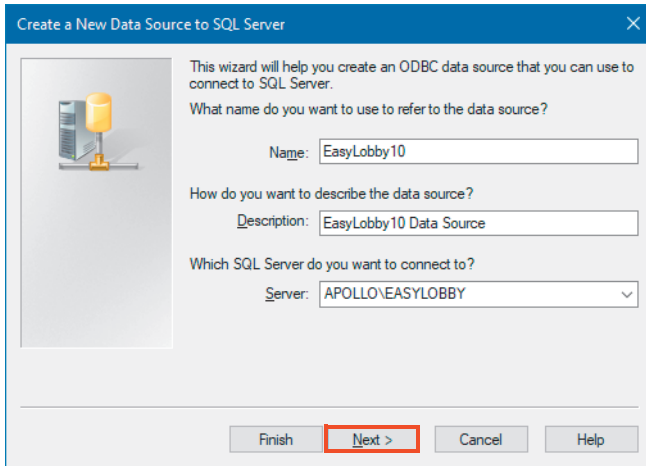 Create a New Data Source to SQL Server
This wizard will help you create an ODBC data source that you can use to
connect to SQL Server.
What name do you want to use to refer to the data source?
Name: EasyLobby10
How do you want to describe the data source?
Description: EasyLobby10 Data Source
Which SQL Server do you want to connect to?
Server: APOLLO\EASYLOBBY
Finish Next > Cancel Help